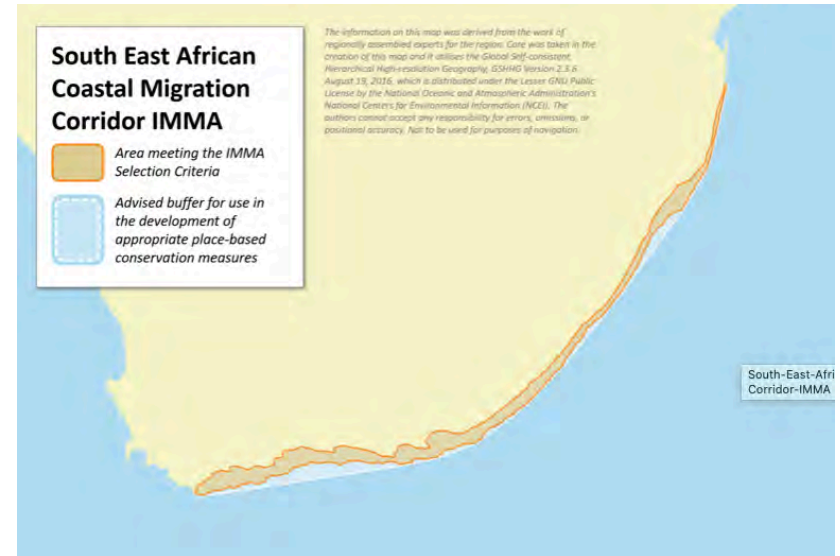 South East African
Coastal Migration
Corridor IMMA
Area meeting the IMMA
Selection Criteria
Advised buffer for use in
the development of
appropriate place-based
conservation measures
The information on this map was derived from the work of
regionally assembled experts for the region. Care was taken in the
creation of this map and it utilises the Global Self-consistent,
Hierarchical High-resolution Geography, GSHHG Version 2.3.6
August 19, 2016, which is distributed under the Lesser GNU Public
License by the National Oceanic and Atmospheric Administration's
National Centers for Environmental Information (NCEI). The
authors cannot accept any responsibility for errors, omissions, or
positional accuracy. Not to be used for purposes of navigation.
South-East-Afri
Corridor-IMMA